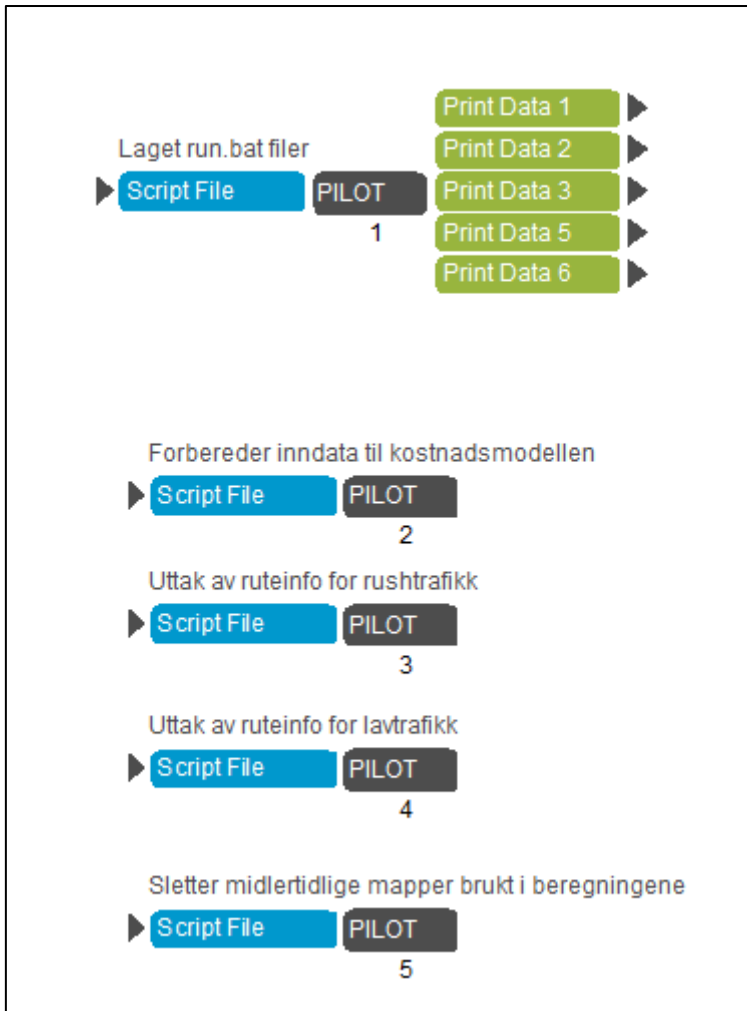 Print Data 1
Laget run.bat filer
Print Data 2
Script File PILOT Print Data 3
1
Print Data 5
Print Data 6
Forbereder inndata til kostnadsmodellen
Script File PILOT
2
Uttak av ruteinfo for rushtrafikk
Script File PILOT
3
Uttak av ruteinfo for lavtrafikk
Script File PILOT
4
Sletter midlertidlige mapper brukt i beregningene
Script File PILOT
5